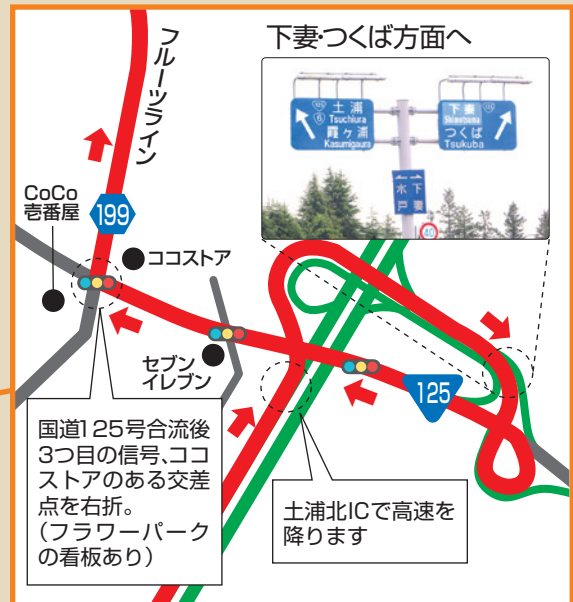 下妻・つくば方面へ
土浦
Tsuchiura
6
霞ヶ浦
Kasumigaura
下妻
Shimotsuma
つくば
Tsukuba
水戸
下妻
40
フルーツライン
CoCo
壱番屋
199
ココストア
セブン
イレブン
125
国道125号合流後
3つ目の信号、ココ
ストアのある交差
点を右折。
(フラワーパーク
の看板あり)
土浦北ICで高速を
降ります